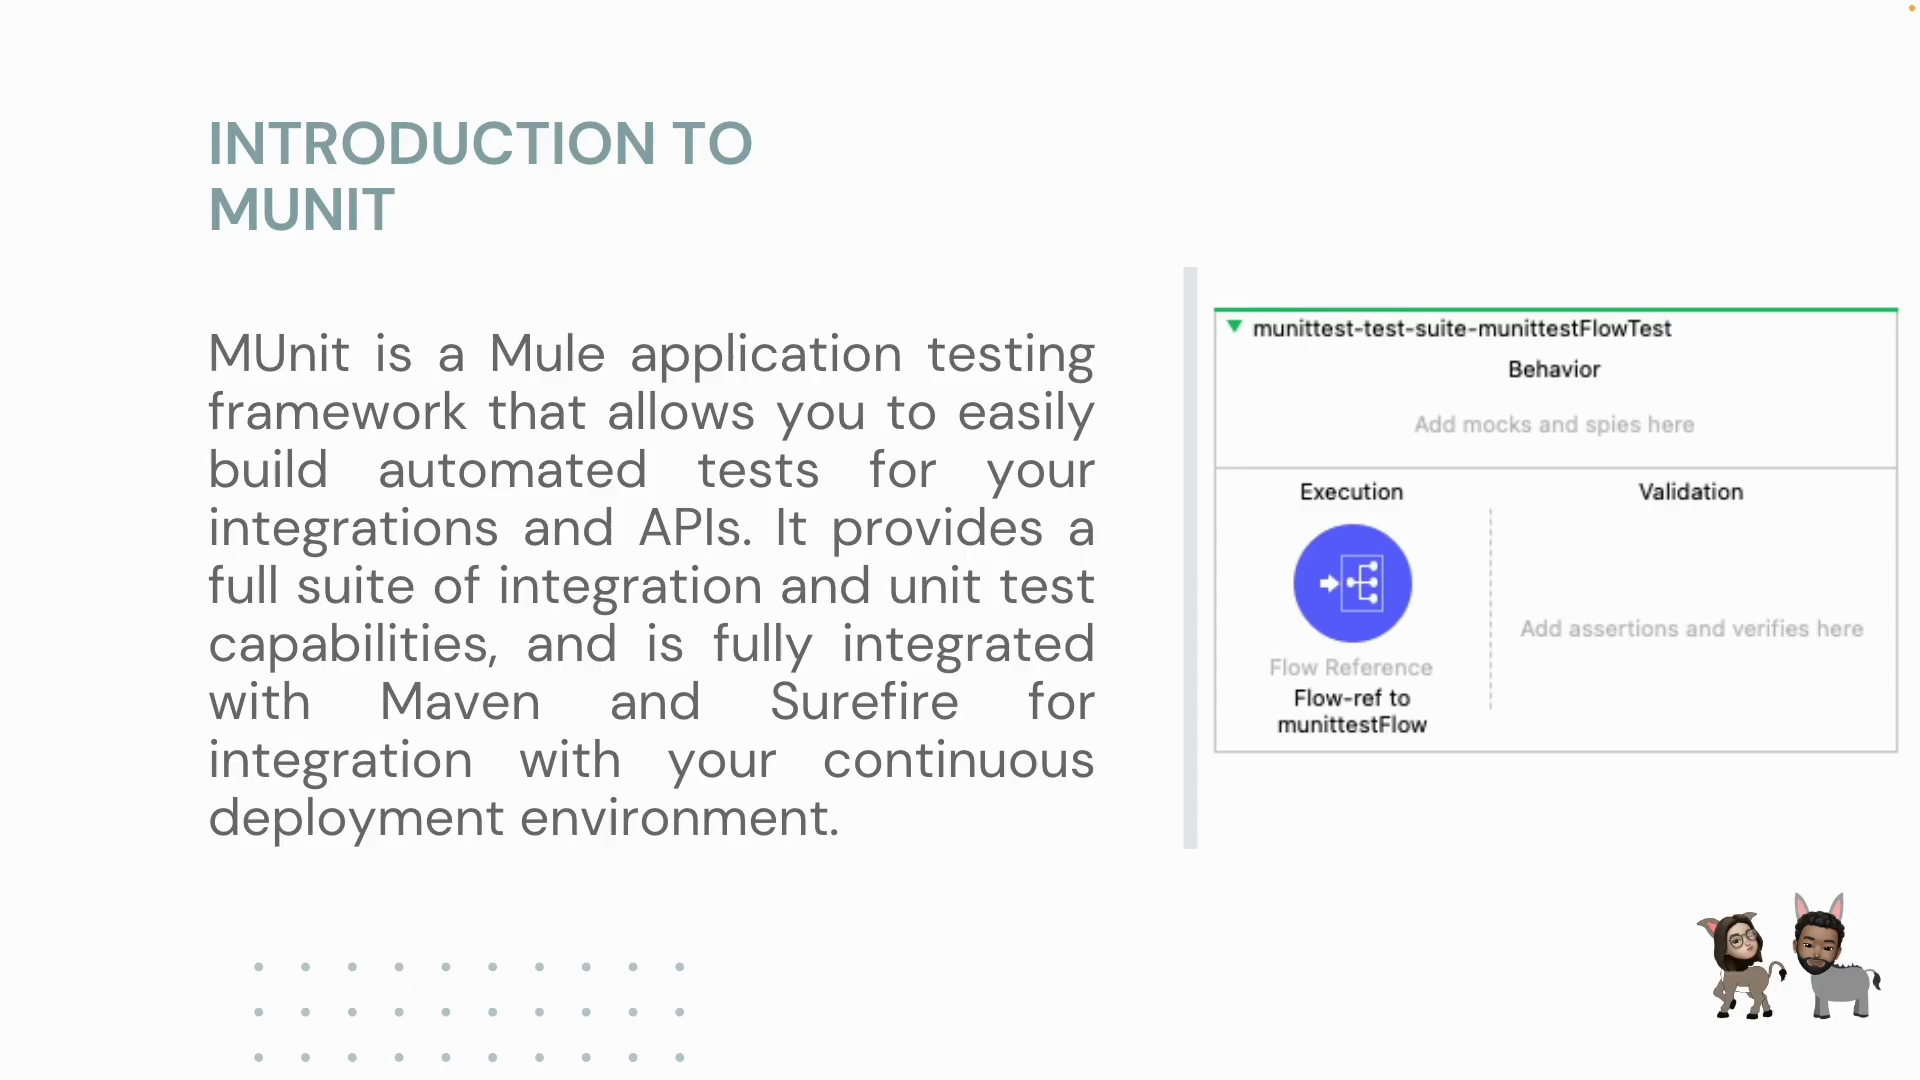 INTRODUCTION TO
MUNIT
MUnit is a Mule application testing
framework that allows you to easily
build automated tests for your
integrations and APIs. It provides a
full suite of integration and unit test
capabilities, and is fully integrated
with Maven and Surefire for
integration with your continuous
deployment environment.
munittest-test-suite-munittestFlowTest
Behavior
Add mocks and spies here
Execution
Validation
Add assertions and verifies here
Flow Reference
Flow-ref to
munittestFlow